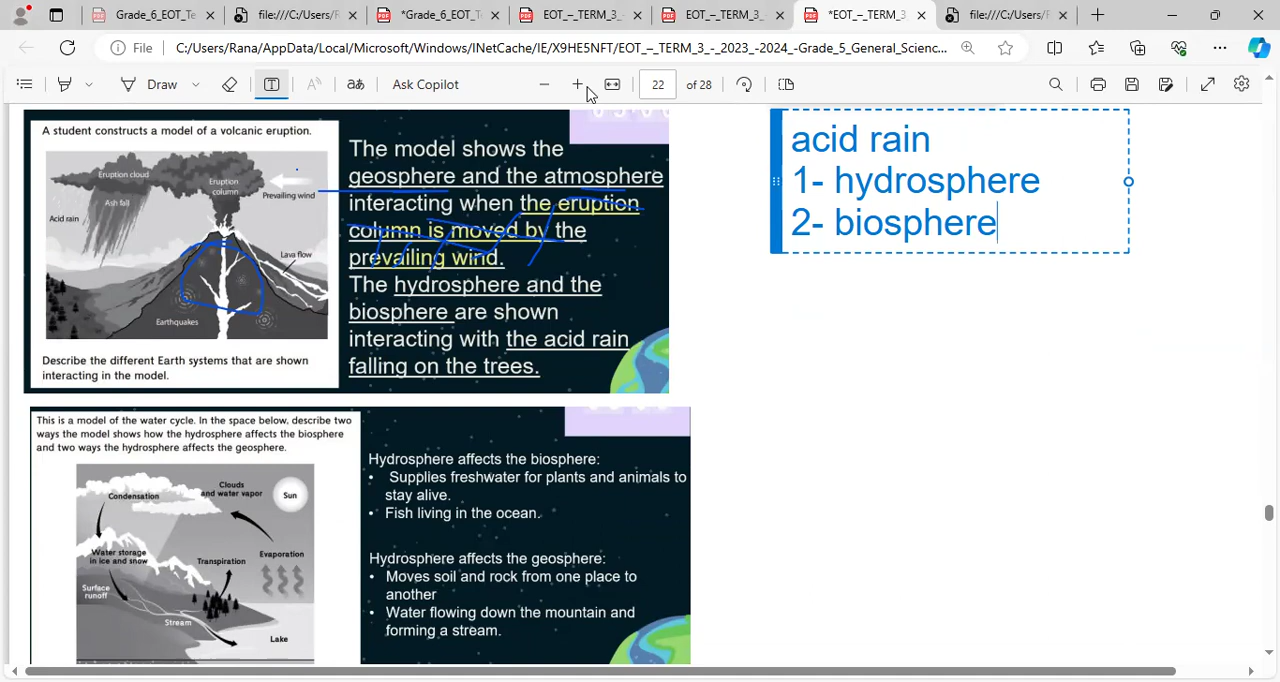 Grade_6_EOT_Te
file:///C:/Users/R
*Grade_6_EOT_T
EOT_–_TERM_3_
EOT_–_TERM_3_
*EOT_–_TERM_3
file:///C:/Users/R
File
C:/Users/Rana/AppData/Local/Microsoft/Windows/INetCache/IE/X9HE5NFT/EOT_–_TERM_3_-_2023_-2024_-Grade_5_General_Scienc...
Draw
Ask Copilot
22
of 28
A student constructs a model of a volcanic eruption.
Eruption cloud
Eruption
column
Prevailing wind
Ash fall
Acid rain
Lava flow
Earthquakes
Describe the different Earth systems that are shown
interacting in the model.
The model shows the
geosphere and the atmosphere
interacting when the eruption
column is moved by the
prevailing wind.
The hydrosphere and the
biosphere are shown
interacting with the acid rain
falling on the trees.
acid rain
1- hydrosphere
2- biosphere
This is a model of the water cycle. In the space below, describe two
ways the model shows how the hydrosphere affects the biosphere
and two ways the hydrosphere affects the geosphere.
Condensation
Clouds
and water vapor
Sun
Water storage
in ice and snow
Transpiration
Evaporation
Surface
runoff
Stream
Lake
Hydrosphere affects the biosphere:
• Supplies freshwater for plants and animals to
stay alive.
• Fish living in the ocean.
Hydrosphere affects the geosphere:
• Moves soil and rock from one place to
another
• Water flowing down the mountain and
forming a stream.